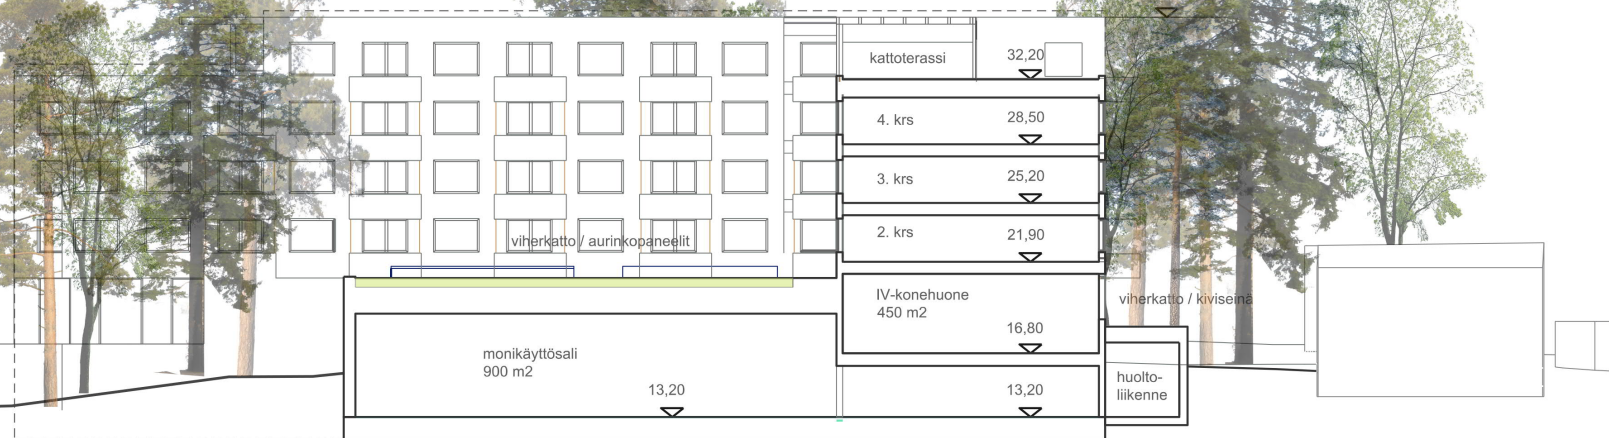 kattoterassi
32,20
4. krs
28,50
3. krs
25,20
2. krs
21,90
viherkatto / aurinkopaneelit
IV-konehuone
450 m2
16,80
viherkatto / kiviseinä
monikäyttösali
900 m2
13,20
13,20
huolto-
liikenne